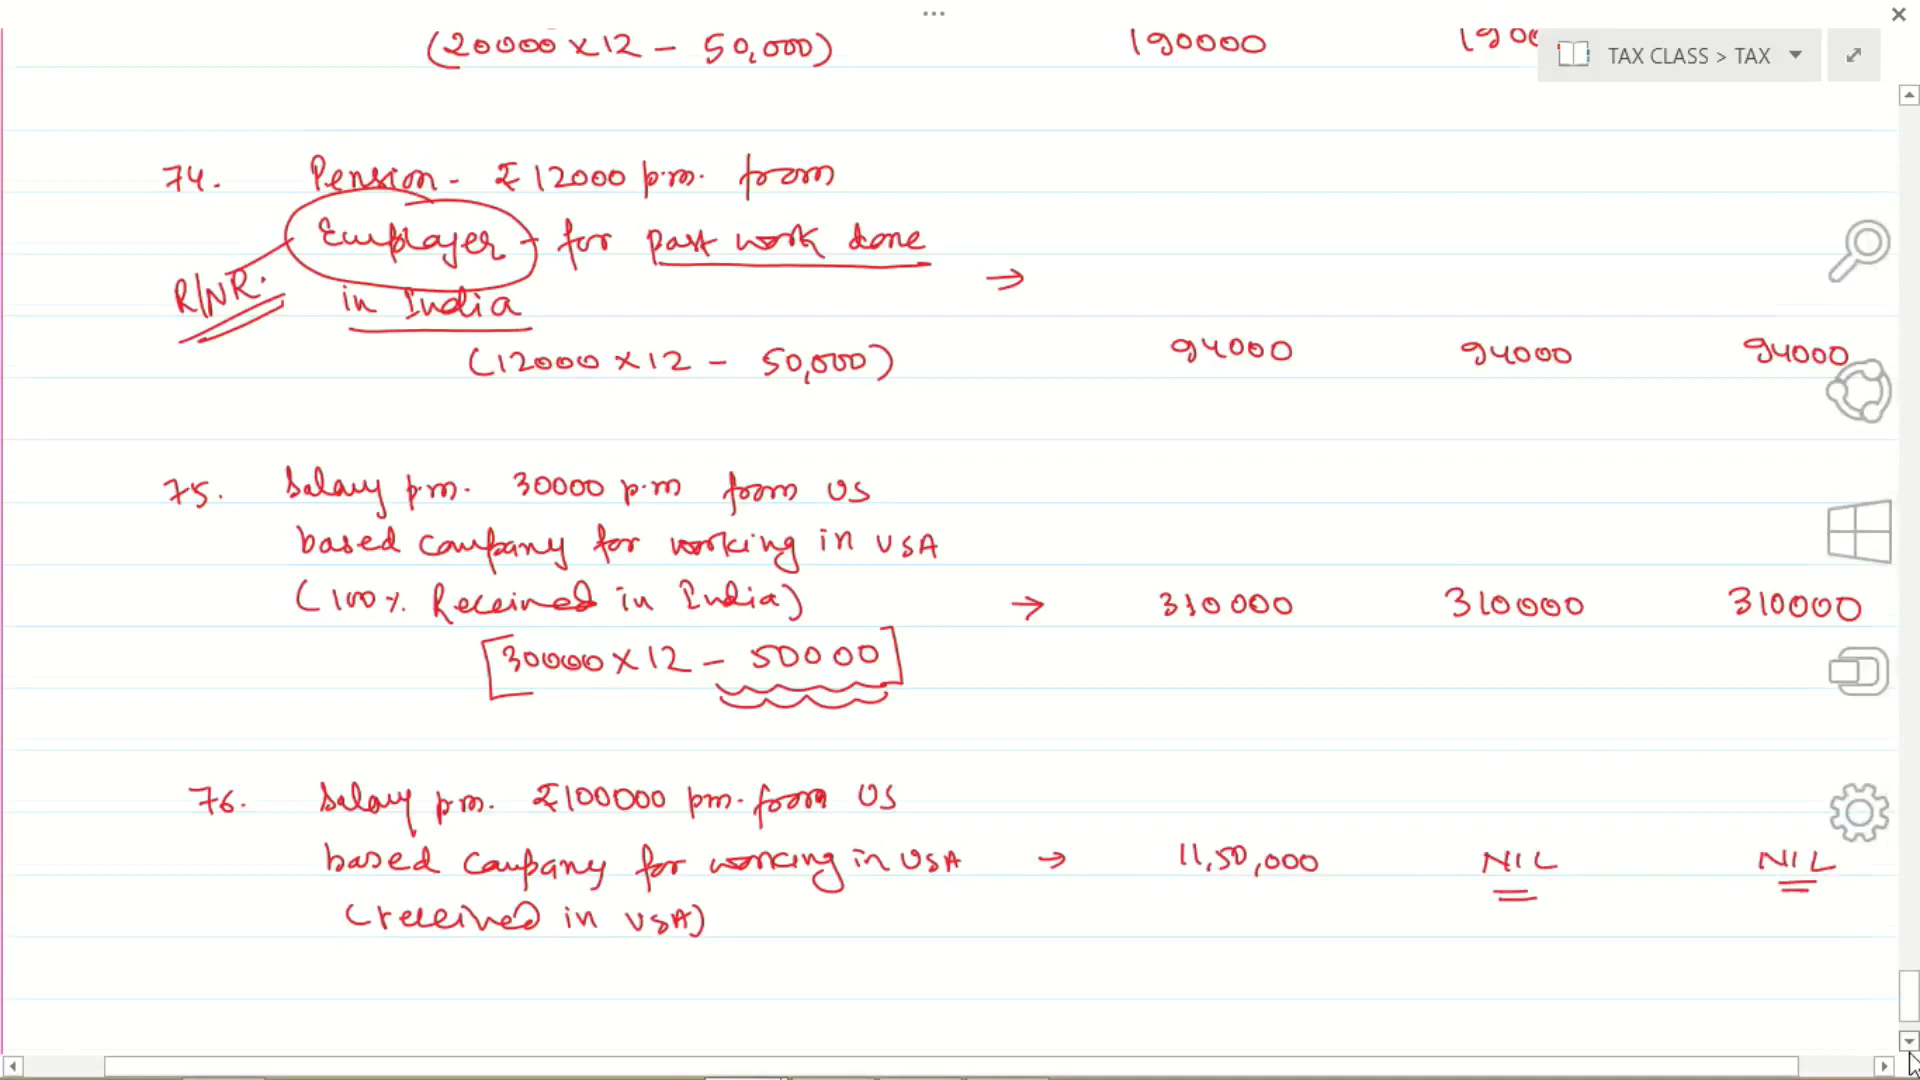 (20000 x 12 - 50,000) 190000 190
TAX CLASS > TAX
74. Pension - ₹ 12000 p.m. from
Employer - for past work done
R/NR.
in India →
(12000 x 12 - 50,000) 94000 94000 94000
75. Salary p.m. 30000 p.m from US
based company for working in USA
(100% Received in India) → 310000 310000 310000
[30000 x 12 - 50000]
76. Salary p.m. ₹100000 pm. from US
based company for working in USA → 11,50,000 NIL NIL
(received in USA)